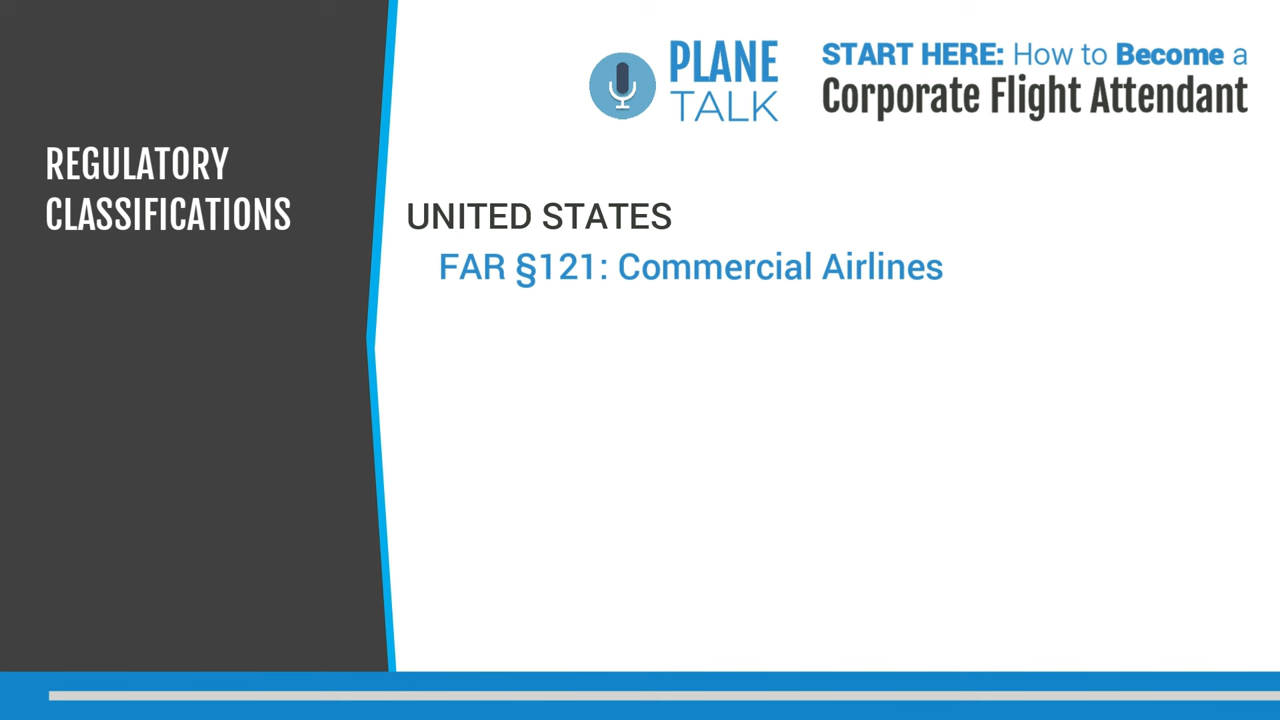 PLANE
TALK
START HERE: How to Become a
Corporate Flight Attendant
REGULATORY
CLASSIFICATIONS
UNITED STATES
FAR §121: Commercial Airlines